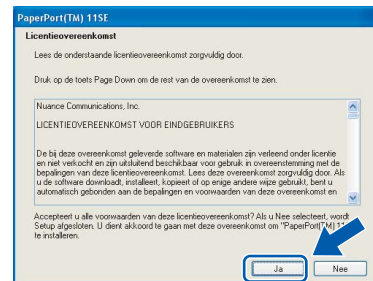 PaperPort(TM) 11SE
Licentieovereenkomst
Lees de onderstaande licentieovereenkomst zorgvuldig door.
Druk op de toets Page Down om de rest van de overeenkomst te zien.
Nuance Communications, Inc.
LICENTIEOVEREENKOMST VOOR EINDGEBRUIKERS
De bij deze overeenkomst geleverde software en materialen zijn verleend onder licentie
en niet verkocht en zijn uitsluitend beschikbaar voor gebruik in overeenstemming met de
bepalingen van deze licentieovereenkomst. Lees deze overeenkomst zorgvuldig door. Als
u de software downloadt, installeert, kopieert of op enige andere wijze gebruikt, bent u
automatisch gebonden aan de bepalingen en voorwaarden van deze overeenkomst en
Accepteert u alle voorwaarden van deze licentieovereenkomst? Als u Nee selecteert, wordt
Setup afgesloten. U dient akkoord te gaan met deze overeenkomst om "PaperPort(TM) 11
te installeren.
Ja Nee